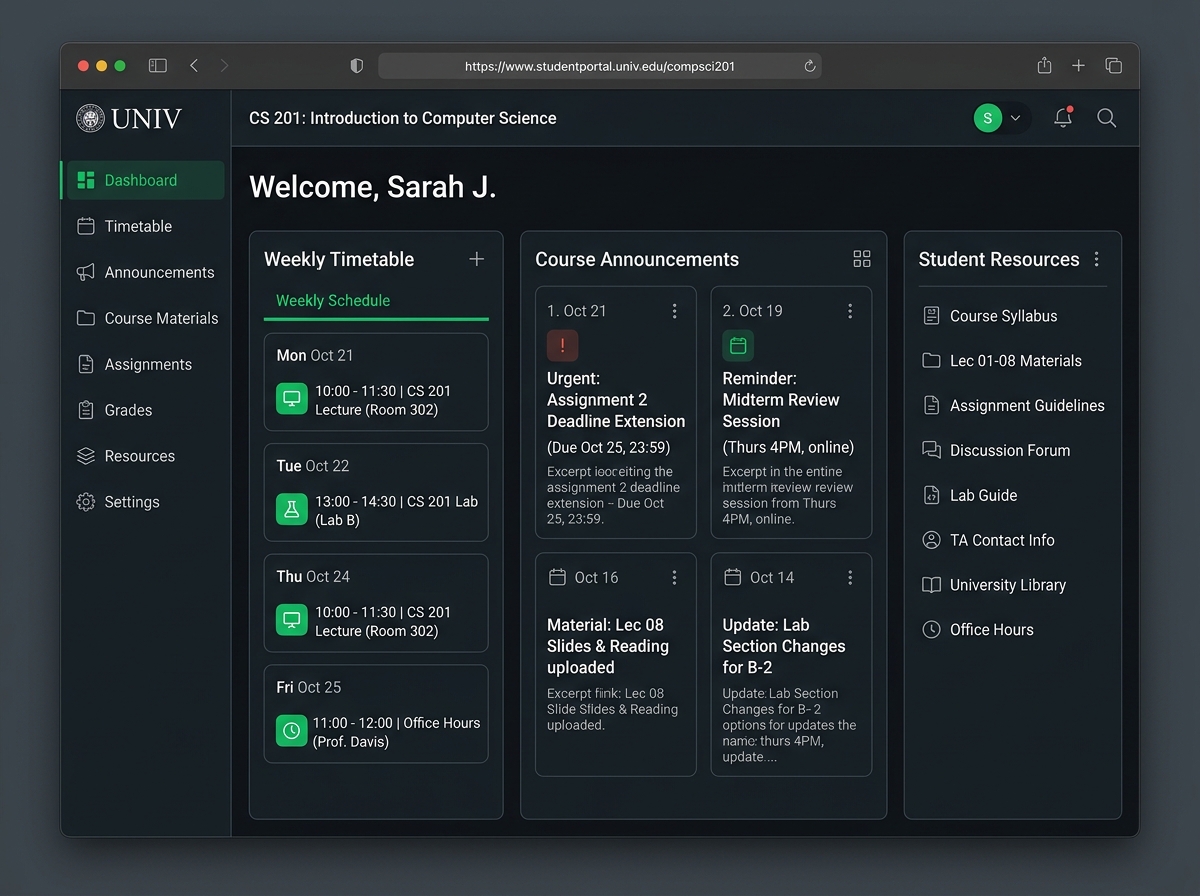 https://www.studentportal.univ.edu/compsci201
UNIV
CS 201: Introduction to Computer Science
S
Dashboard
Timetable
Announcements
Course Materials
Assignments
Grades
Resources
Settings
Welcome, Sarah J.
Weekly Timetable
Weekly Schedule
Mon Oct 21
10:00 - 11:30 | CS 201
Lecture (Room 302)
Tue Oct 22
13:00 - 14:30 | CS 201 Lab
(Lab B)
Thu Oct 24
10:00 - 11:30 | CS 201
Lecture (Room 302)
Fri Oct 25
11:00 - 12:00 | Office Hours
(Prof. Davis)
Course Announcements
1. Oct 21
!
Urgent:
Assignment 2
Deadline Extension
(Due Oct 25, 23:59)
Excerpt the
assignment 2 deadline
extension – Due Oct
25, 23:59.
2. Oct 19
Reminder:
Midterm Review
Session
(Thurs 4PM, online)
Excerpt in the entire
review
session from Thurs
4PM, online.
Oct 16
Material: Lec 08
Slides & Reading
uploaded
Excerpt Lec 08
Slides & Reading
uploaded.
Oct 14
Update: Lab
Section Changes
for B-2
Update: Lab Section
Changes for B-2
options for updates the
name: thurs 4PM,
update....
Student Resources
Course Syllabus
Lec 01-08 Materials
Assignment Guidelines
Discussion Forum
Lab Guide
TA Contact Info
University Library
Office Hours